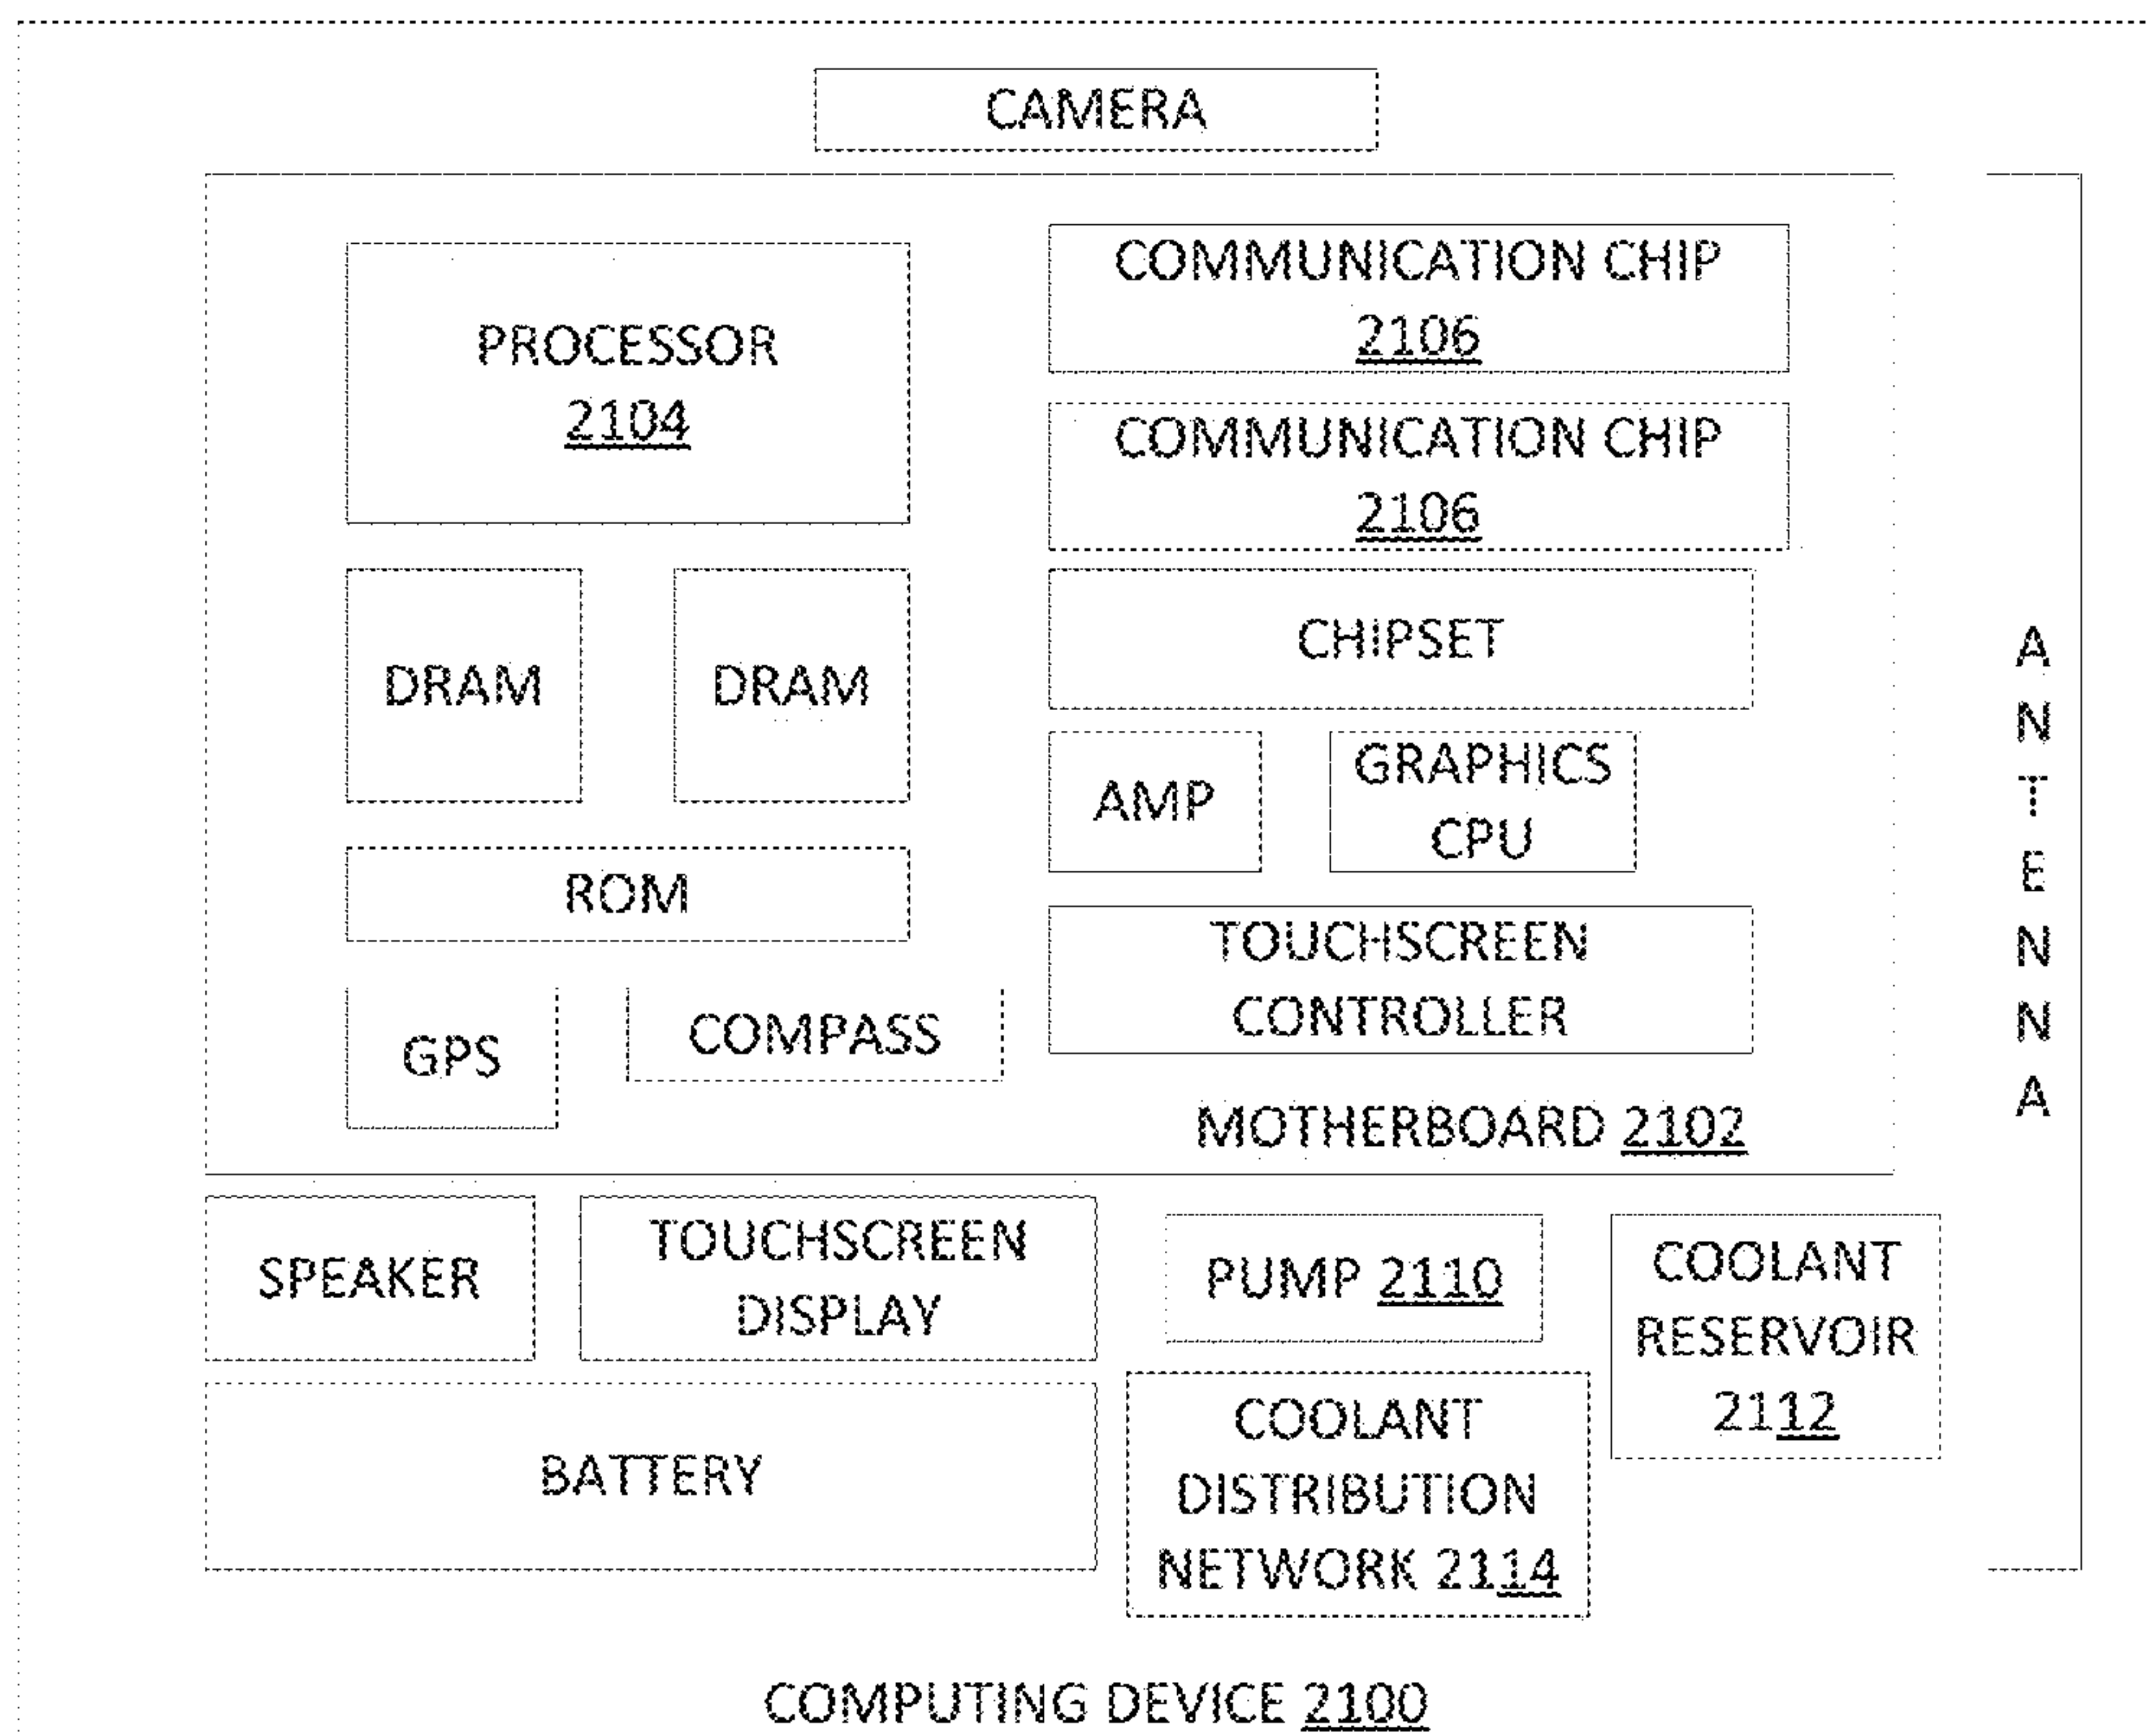 CAMERA
PROCESSOR
2104
COMMUNICATION CHIP
2106
COMMUNICATION CHIP
2106
DRAM
DRAM
CHIPSET
AMP
GRAPHICS
CPU
ROM
TOUCHSCREEN
CONTROLLER
GPS
COMPASS
MOTHERBOARD 2102
ANTENNA
SPEAKER
TOUCHSCREEN
DISPLAY
PUMP 2110
COOLANT
RESERVOIR
2112
BATTERY
COOLANT
DISTRIBUTION
NETWORK 2114
COMPUTING DEVICE 2100